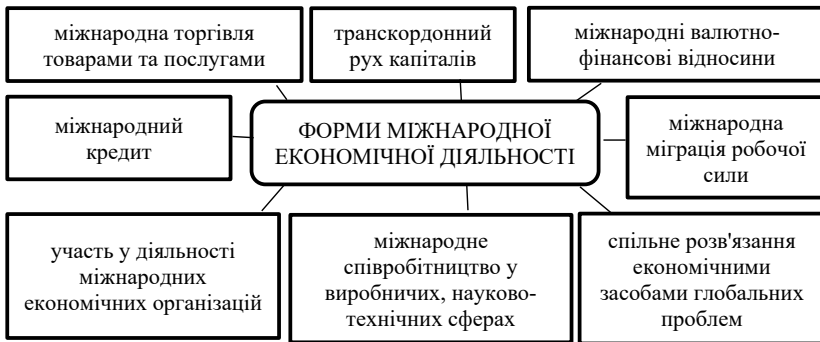 міжнародна торгівля
товарами та послугами
транскордонний
рух капіталів
міжнародні валютно-
фінансові відносини
міжнародний
кредит
ФОРМИ МІЖНАРОДНОЇ
ЕКОНОМІЧНОЇ ДІЯЛЬНОСТІ
міжнародна
міграція робочої
сили
участь у діяльності
міжнародних
економічних організацій
міжнародне
співробітництво у
виробничих, науково-
технічних сферах
спільне розв'язання
економічними
засобами глобальних
проблем